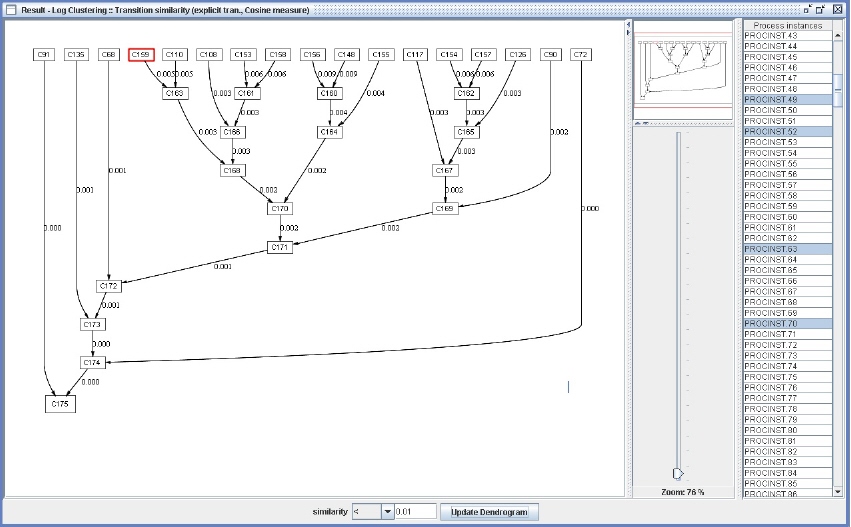 Result - Log Clustering :: Transition similarity (explicit tran., Cosine measure)
C91 C135 C68 C159 C110 C108 C153 C158 C156 C148 C155 C117 C154 C157 C126 C90 C72
0.005 0.005 0.006 0.006 0.009 0.009 0.006 0.006
C163 0.003 C161 C160 0.004 C162 0.003
0.003 0.004 0.003 0.003
0.003 C166 C164 C165 0.002
0.003 0.003
0.001 0.001 C168 0.002 C167
0.002 0.002
C170 C169 0.000
0.000 0.002 0.002
C171
0.001
C172
0.001
C173
0.000
C174
0.000
C175
Zoom: 76 %
Process instances
PROCINST.43
PROCINST.44
PROCINST.45
PROCINST.46
PROCINST.47
PROCINST.48
PROCINST.49
PROCINST.50
PROCINST.51
PROCINST.52
PROCINST.53
PROCINST.54
PROCINST.55
PROCINST.56
PROCINST.57
PROCINST.58
PROCINST.59
PROCINST.60
PROCINST.61
PROCINST.62
PROCINST.63
PROCINST.64
PROCINST.65
PROCINST.66
PROCINST.67
PROCINST.68
PROCINST.69
PROCINST.70
PROCINST.71
PROCINST.72
PROCINST.73
PROCINST.74
PROCINST.75
PROCINST.76
PROCINST.77
PROCINST.78
PROCINST.79
PROCINST.80
PROCINST.81
PROCINST.82
PROCINST.83
PROCINST.84
PROCINST.85
PROCINST.86
similarity < 0.01 Update Dendrogram